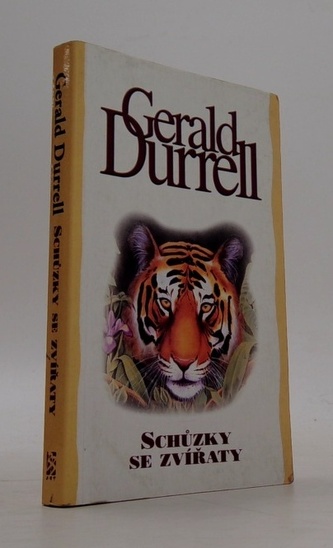 Gerald
Durrell
SCHŮZKY
SE ZVÍŘATY
Gerald Durrell SCHŮZKY SE ZVÍŘATY